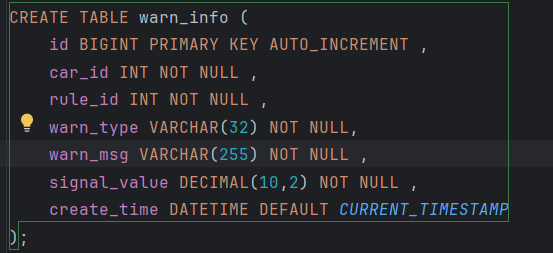 CREATE TABLE warn_info (
    id BIGINT PRIMARY KEY AUTO_INCREMENT ,
    car_id INT NOT NULL ,
    rule_id INT NOT NULL ,
    warn_type VARCHAR(32) NOT NULL,
    warn_msg VARCHAR(255) NOT NULL ,
    signal_value DECIMAL(10,2) NOT NULL ,
    create_time DATETIME DEFAULT CURRENT_TIMESTAMP
);